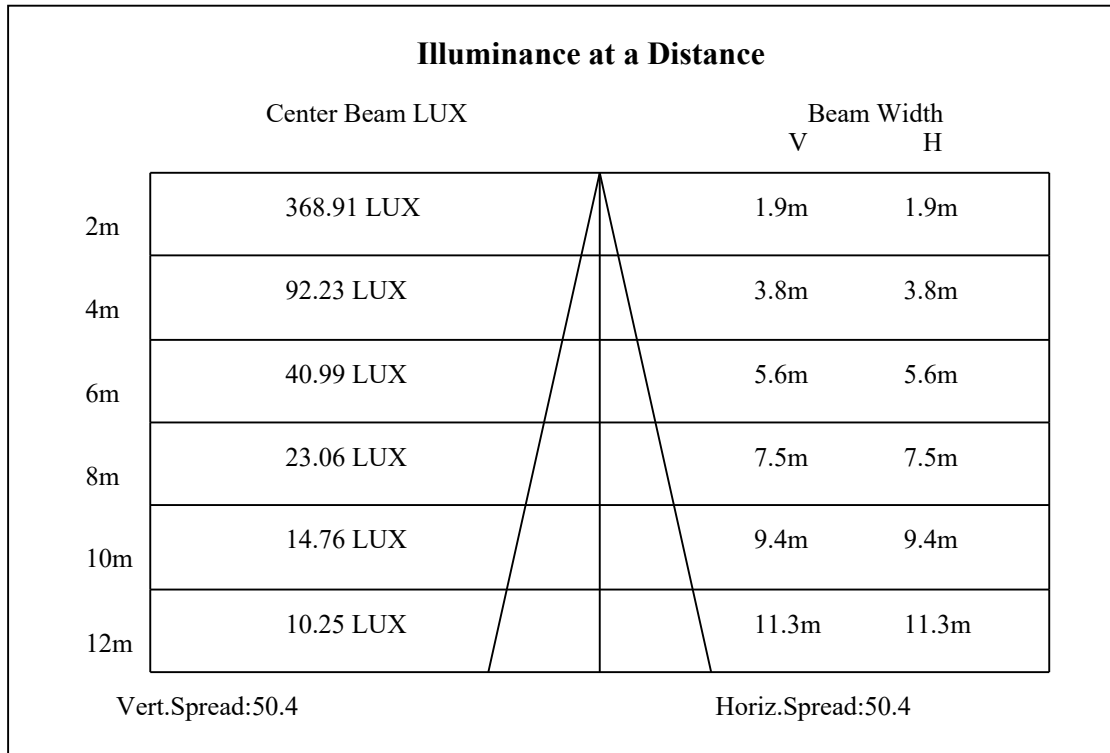 Illuminance at a Distance
Center Beam LUX Beam Width
V H
2m 368.91 LUX 1.9m 1.9m
4m 92.23 LUX 3.8m 3.8m
6m 40.99 LUX 5.6m 5.6m
8m 23.06 LUX 7.5m 7.5m
10m 14.76 LUX 9.4m 9.4m
12m 10.25 LUX 11.3m 11.3m
Vert.Spread:50.4 Horiz.Spread:50.4